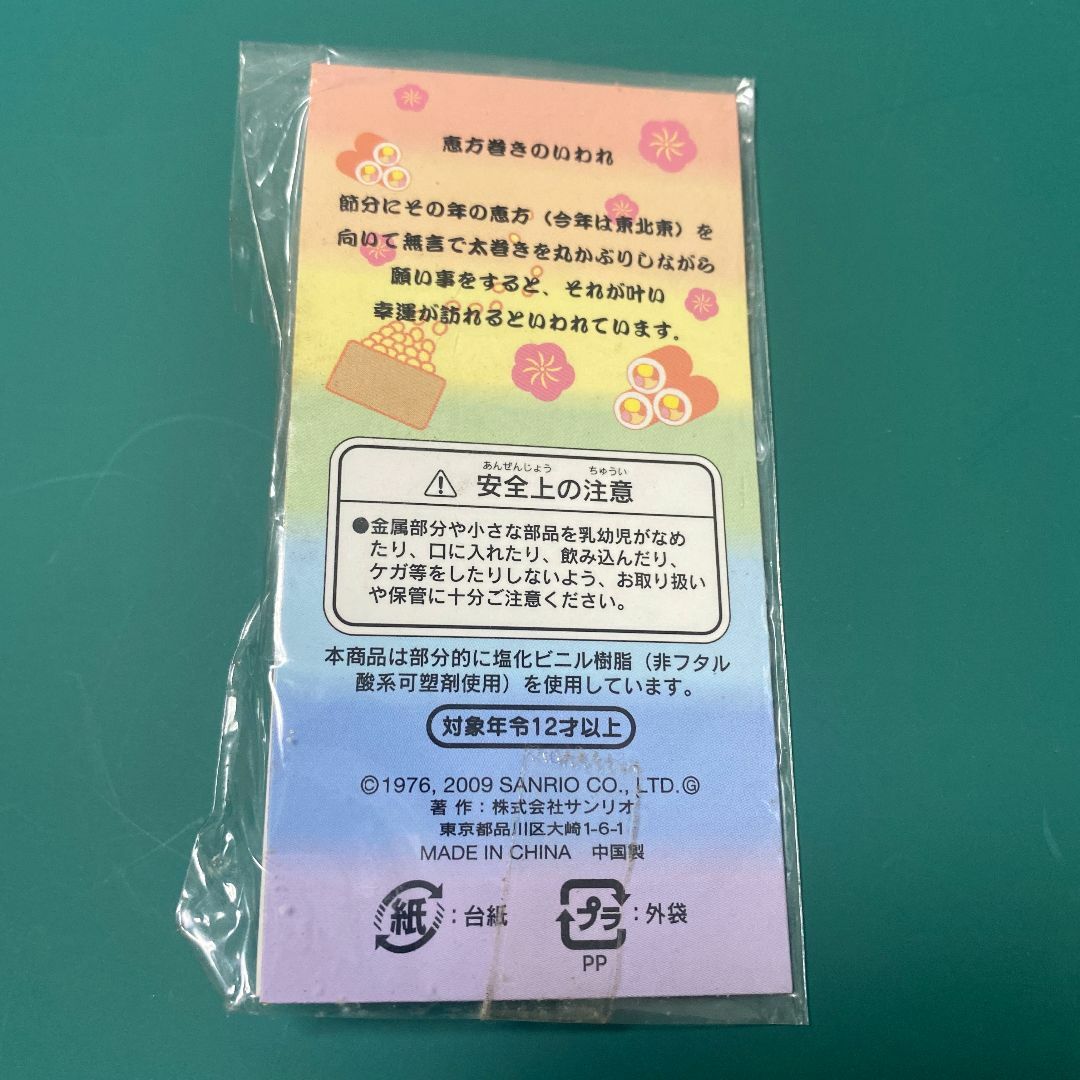 恵方巻きのいわれ
節分にその年の恵方（今年は東北東）を
向いて無言で太巻きを丸かぶりしながら
願い事をすると、それが叶い
幸運が訪れるといわれています。
あんぜんじょう ちゅうい
⚠ 安全上の注意
●金属部分や小さな部品を乳幼児がなめ
たり、口に入れたり、飲み込んだり、
ケガ等をしたりしないよう、お取り扱い
や保管に十分ご注意ください。
本商品は部分的に塩化ビニル樹脂（非フタル
酸系可塑剤使用）を使用しています。
対象年令12才以上
©1976, 2009 SANRIO CO., LTD. Ⓖ
著 作：株式会社サンリオ
東京都品川区大崎1-6-1
MADE IN CHINA 中国製
紙：台紙 プラ：外袋
PP